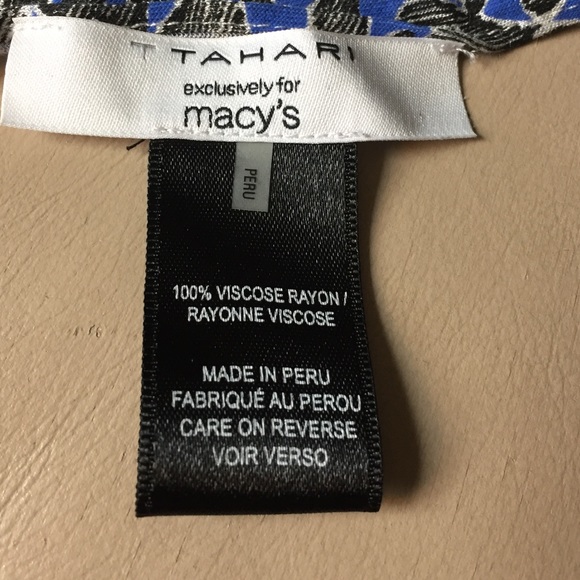 T TAHARI
exclusively for
macy's
PERU
100% VISCOSE RAYON /
RAYONNE VISCOSE
MADE IN PERU
FABRIQUÉ AU PEROU
CARE ON REVERSE
VOIR VERSO